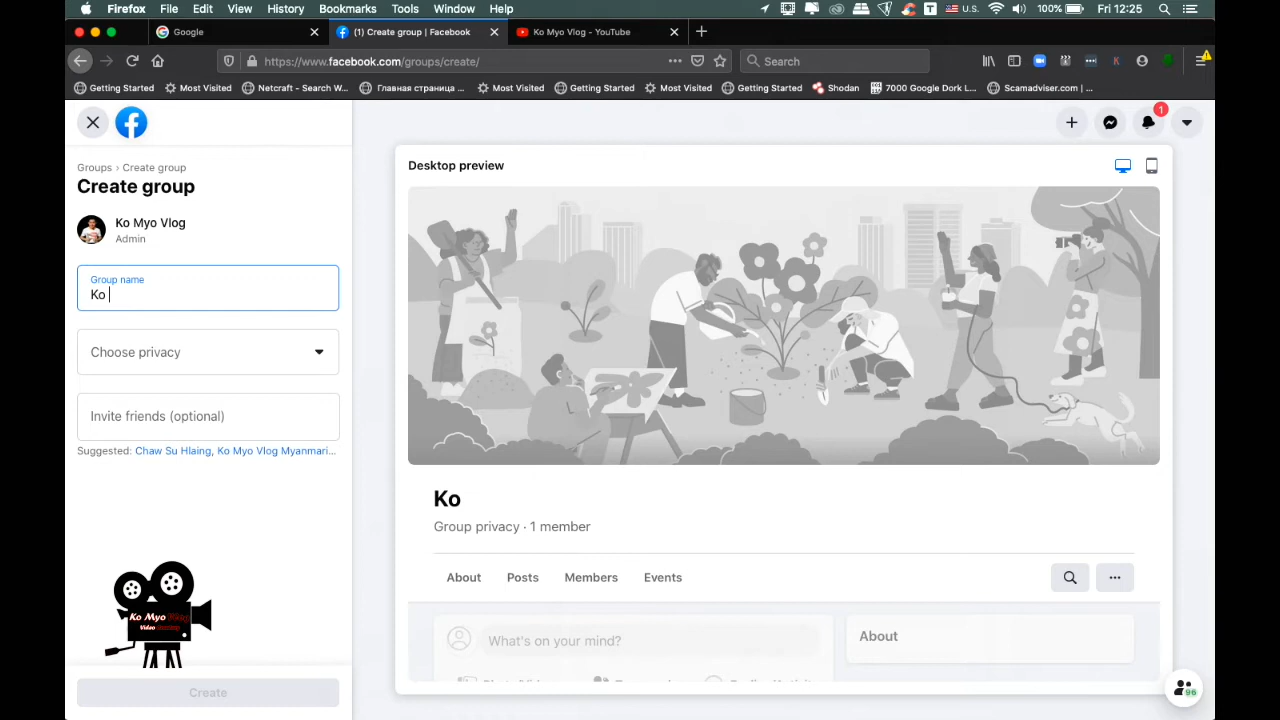 Firefox File Edit View History Bookmarks Tools Window Help
U.S. 100% Fri 12:25
Google
(1) Create group | Facebook
Ko Myo Vlog - YouTube
https://www.facebook.com/groups/create/
Search
Getting Started Most Visited Netcraft - Search W... Главная страница ... Most Visited Getting Started Most Visited Getting Started Shodan 7000 Google Dork L... Scamadviser.com | ...
1
Groups › Create group
Create group
Ko Myo Vlog
Admin
Group name
Ko
Choose privacy
Invite friends (optional)
Suggested: Chaw Su Hlaing, Ko Myo Vlog Myanmari...
Ko Myo Vlog
Create
Desktop preview
Ko
Group privacy · 1 member
About Posts Members Events
What's on your mind?
About
96